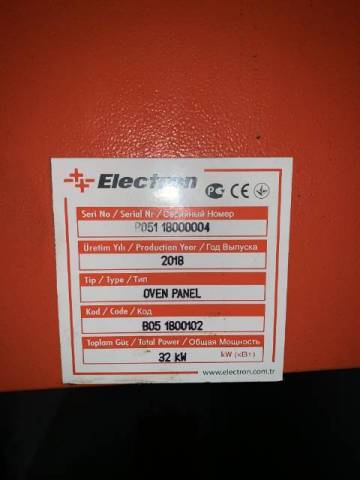 Electron
Seri No / Serial Nr / Серийный Номер
P051 18000004
Üretim Yılı / Production Year / Год Выпуска
2018
Tip / Type / Тип
OVEN PANEL
Kod / Code / Код
B05 1800102
Toplam Güç / Total Power / Общая Мощность
32 kW kW (кВт)
www.electron.com.tr